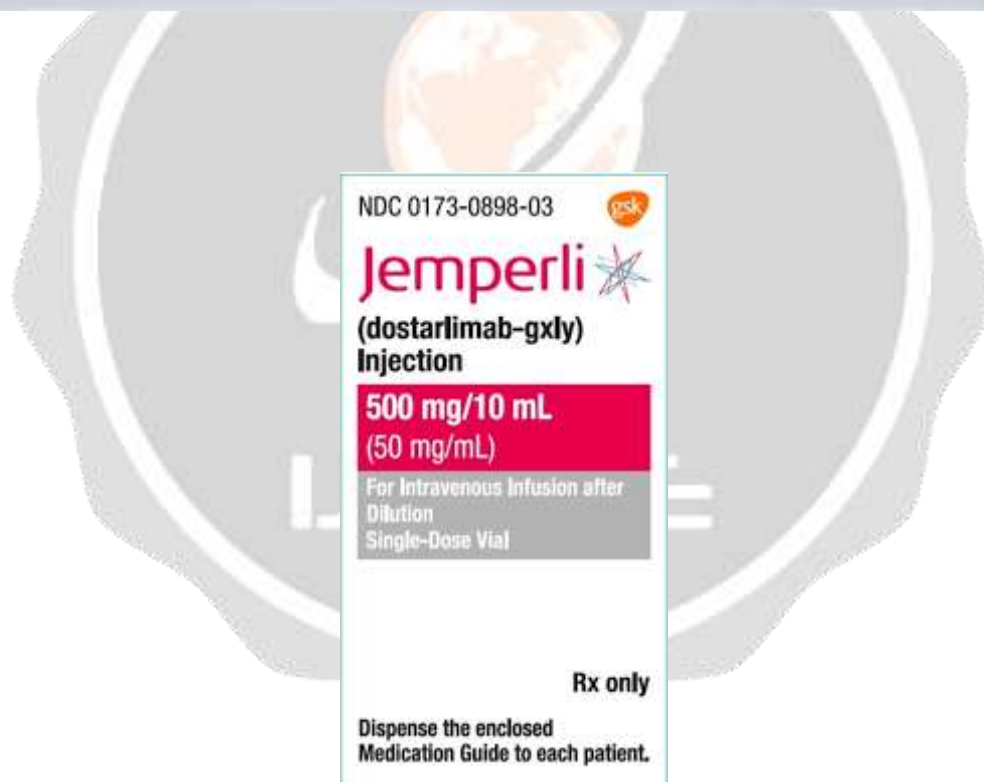 NDC 0173-0898-03
gsk
Jemperli
(dostarlimab-gxly)
Injection
500 mg/10 mL
(50 mg/mL)
For Intravenous Infusion after
Dilution
Single-Dose Vial
Rx only
Dispense the enclosed
Medication Guide to each patient.